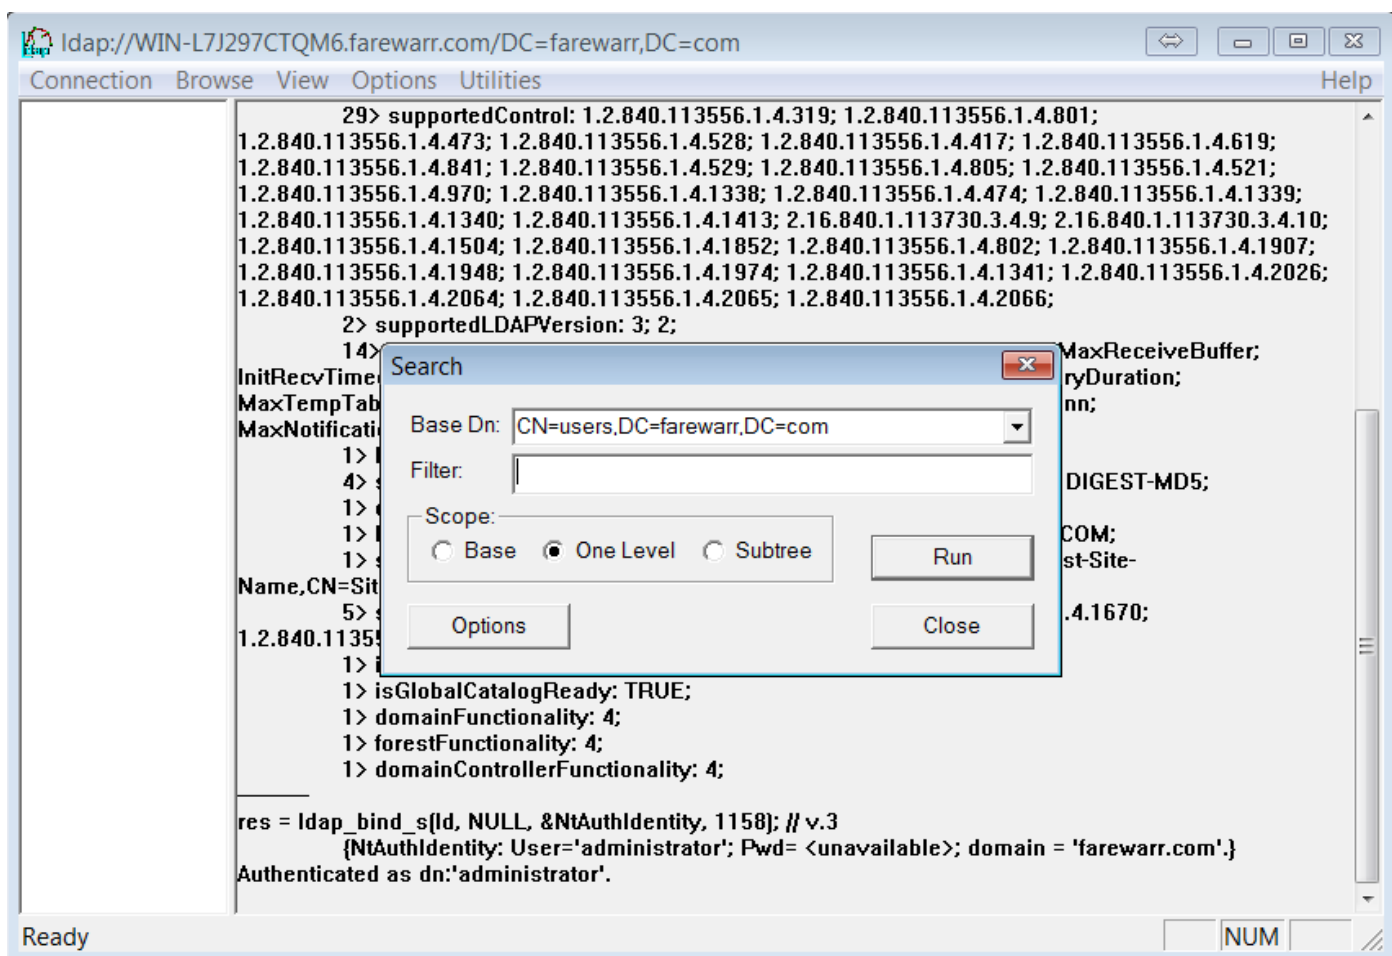 ldap://WIN-L7J297CTQM6.farewarr.com/DC=farewarr,DC=com
Connection Browse View Options Utilities Help
29> supportedControl: 1.2.840.113556.1.4.319; 1.2.840.113556.1.4.801;
1.2.840.113556.1.4.473; 1.2.840.113556.1.4.528; 1.2.840.113556.1.4.417; 1.2.840.113556.1.4.619;
1.2.840.113556.1.4.841; 1.2.840.113556.1.4.529; 1.2.840.113556.1.4.805; 1.2.840.113556.1.4.521;
1.2.840.113556.1.4.970; 1.2.840.113556.1.4.1338; 1.2.840.113556.1.4.474; 1.2.840.113556.1.4.1339;
1.2.840.113556.1.4.1340; 1.2.840.113556.1.4.1413; 2.16.840.1.113730.3.4.9; 2.16.840.1.113730.3.4.10;
1.2.840.113556.1.4.1504; 1.2.840.113556.1.4.1852; 1.2.840.113556.1.4.802; 1.2.840.113556.1.4.1907;
1.2.840.113556.1.4.1948; 1.2.840.113556.1.4.1974; 1.2.840.113556.1.4.1341; 1.2.840.113556.1.4.2026;
1.2.840.113556.1.4.2064; 1.2.840.113556.1.4.2065; 1.2.840.113556.1.4.2066;
2> supportedLDAPVersion: 3; 2;
14> MaxReceiveBuffer;
InitRecvTime ryDuration;
MaxTempTab nn;
MaxNotificati
1>
4> DIGEST-MD5;
1>
1> COM;
1> st-Site-
Name,CN=Sit
5> .4.1670;
1.2.840.1135
1> i
Search
Base Dn: CN=users,DC=farewarr,DC=com
Filter:
Scope:
Base One Level Subtree Run
Options Close
1> isGlobalCatalogReady: TRUE;
1> domainFunctionality: 4;
1> forestFunctionality: 4;
1> domainControllerFunctionality: 4;
res = ldap_bind_s(ld, NULL, &NtAuthIdentity, 1158); // v.3
{NtAuthIdentity: User='administrator'; Pwd= <unavailable>; domain = 'farewarr.com'.}
Authenticated as dn:'administrator'.
Ready NUM